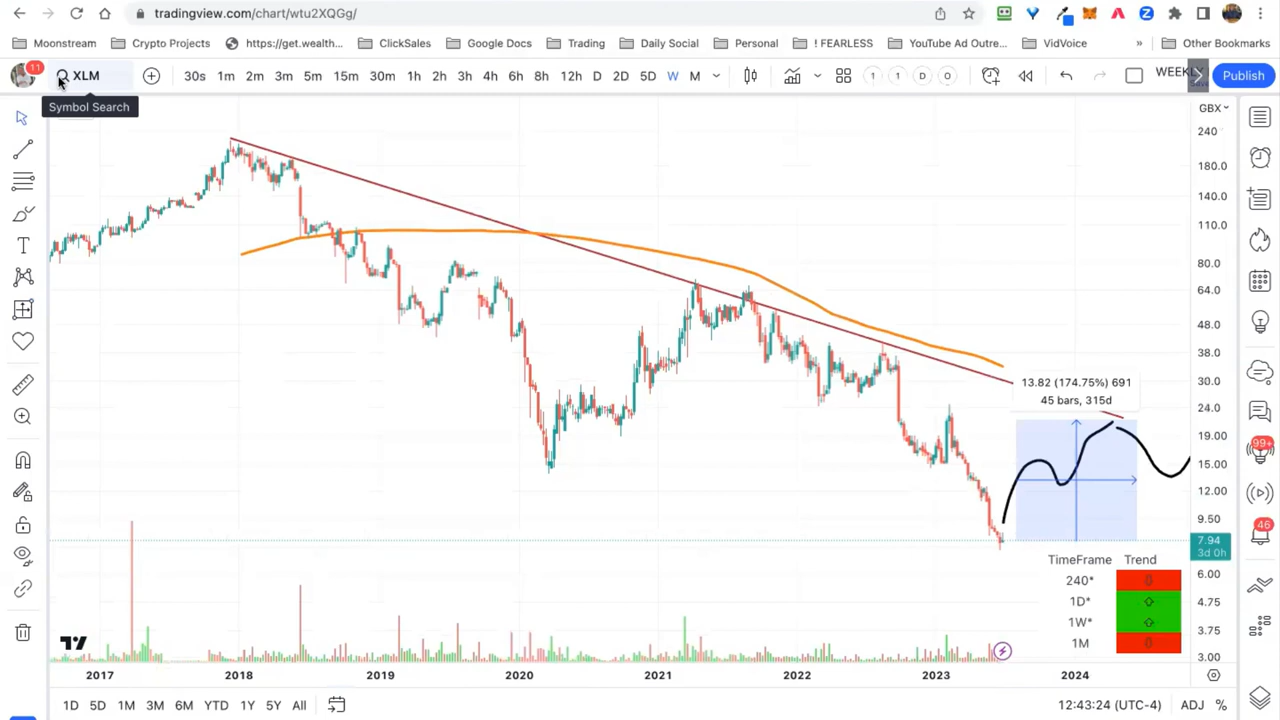 tradingview.com/chart/wtu2XQGg/
Moonstream Crypto Projects https://get.wealth... ClickSales Google Docs Trading Daily Social Personal ! FEARLESS YouTube Ad Outre... VidVoice » Other Bookmarks
11 XLM 30s 1m 2m 3m 5m 15m 30m 1h 2h 3h 4h 6h 8h 12h D 2D 5D W M 1 1 D O WEEKLY Publish
Symbol Search
GBX
240
180.0
140.0
110.0
80.0
64.0
48.0
38.0
30.0
24.0
19.00
15.00
12.00
9.50
7.94
3d 0h
6.00
4.75
3.75
3.00
13.82 (174.75%) 691
45 bars, 315d
99+
46
TimeFrame Trend
240*
1D*
1W*
1M
2017 2018 2019 2020 2021 2022 2023 2024
1D 5D 1M 3M 6M YTD 1Y 5Y All 12:43:24 (UTC-4) ADJ %